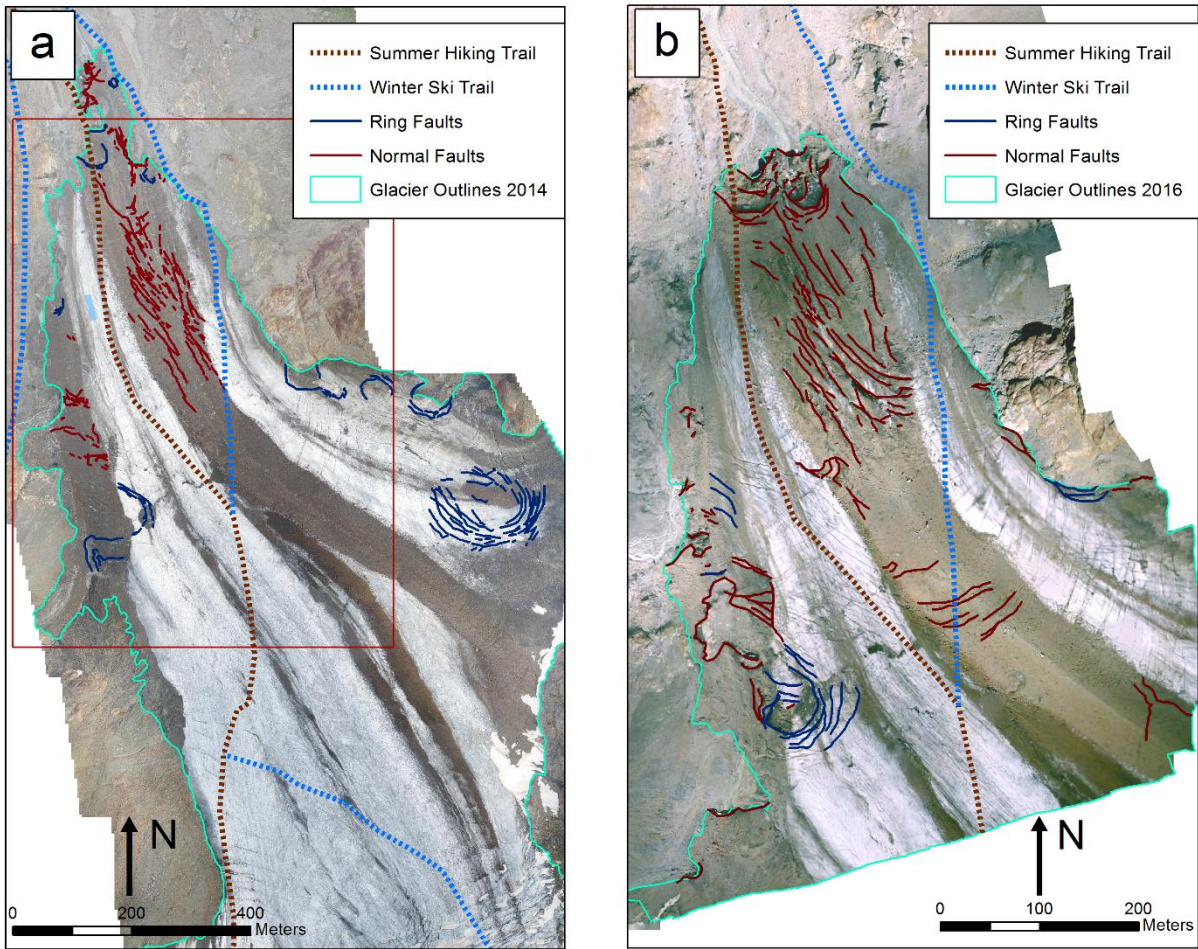 a
Summer Hiking Trail
Winter Ski Trail
Ring Faults
Normal Faults
Glacier Outlines 2014
N
0 200 400
Meters
b
Summer Hiking Trail
Winter Ski Trail
Ring Faults
Normal Faults
Glacier Outlines 2016
N
0 100 200
Meters